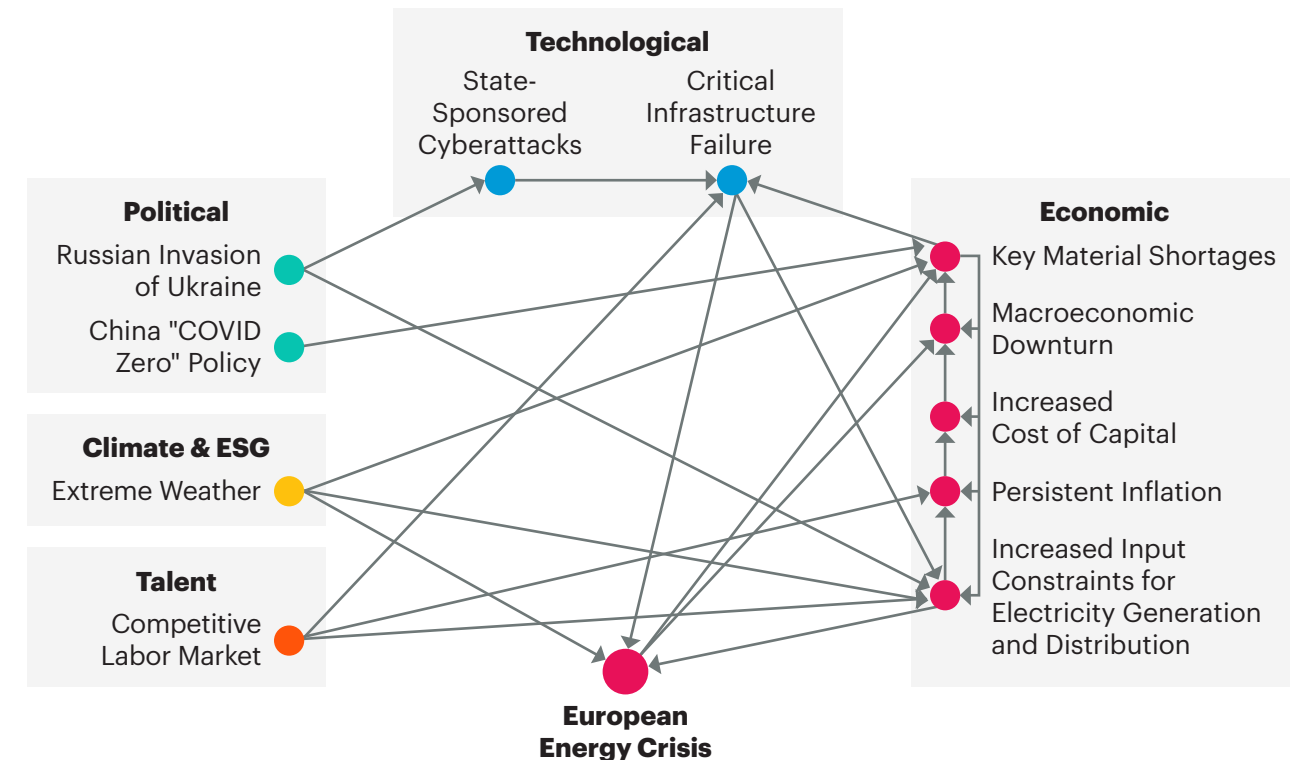 Technological
State-
Sponsored
Cyberattacks
Critical
Infrastructure
Failure
Political
Russian Invasion
of Ukraine
China "COVID
Zero" Policy
Climate & ESG
Extreme Weather
Talent
Competitive
Labor Market
Economic
Key Material Shortages
Macroeconomic
Downturn
Increased
Cost of Capital
Persistent Inflation
Increased Input
Constraints for
Electricity Generation
and Distribution
European
Energy Crisis